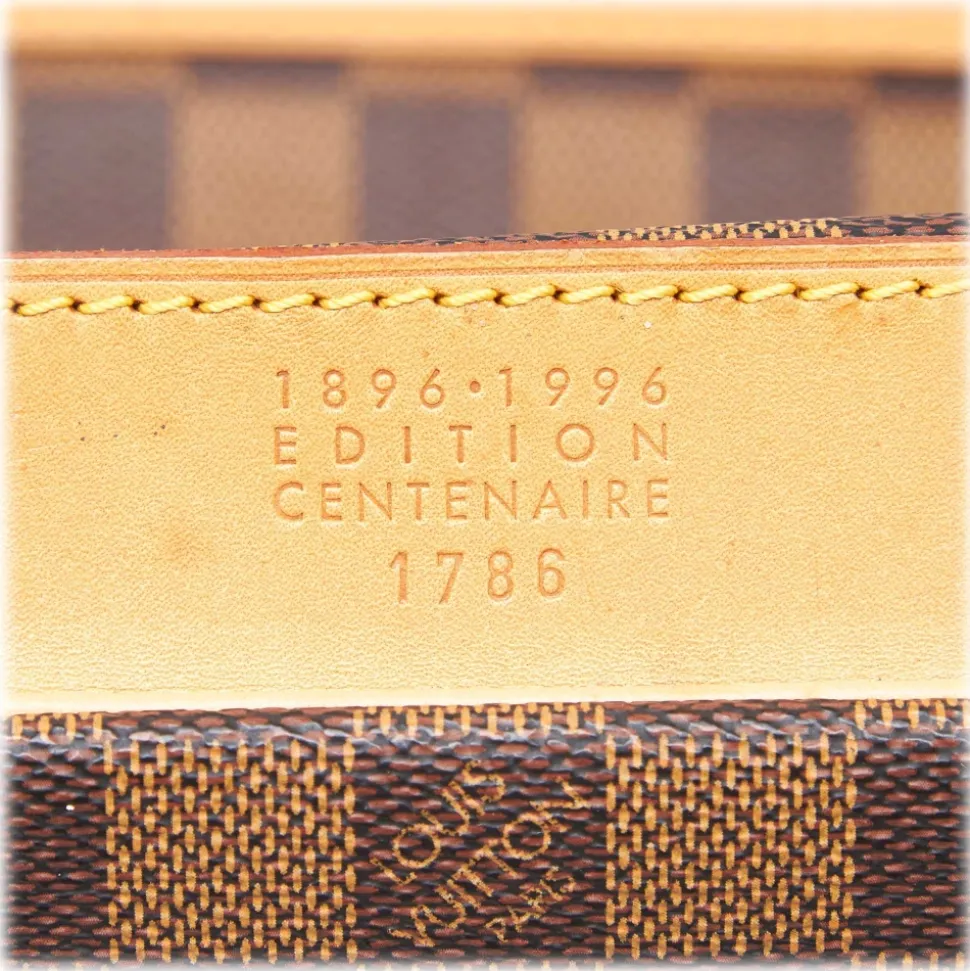 1896•1996
EDITION
CENTENAIRE
1786
LOUIS
VUITTON
PARIS